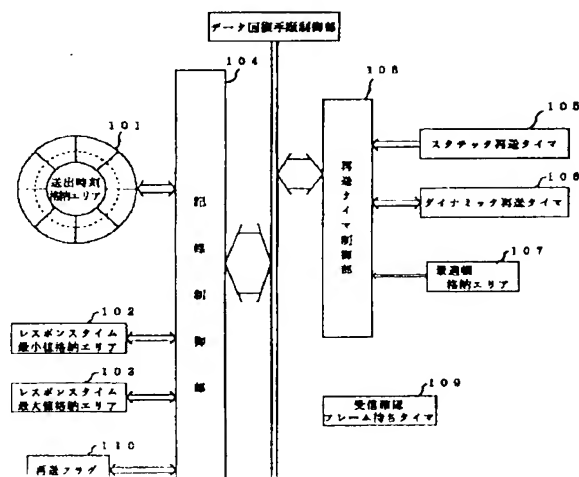 データ回線手順制御部
104
108
101
105
スタチック再送タイマ
送出時刻
格納エリア
106
ダイナミック再送タイマ
記憶制御部
再送タイマ制御部
107
最適値
格納エリア
102
レスポンスタイム
最小値格納エリア
103
レスポンスタイム
最大値格納エリア
109
受信確認
フレーム待ちタイマ
110
再送フラグ